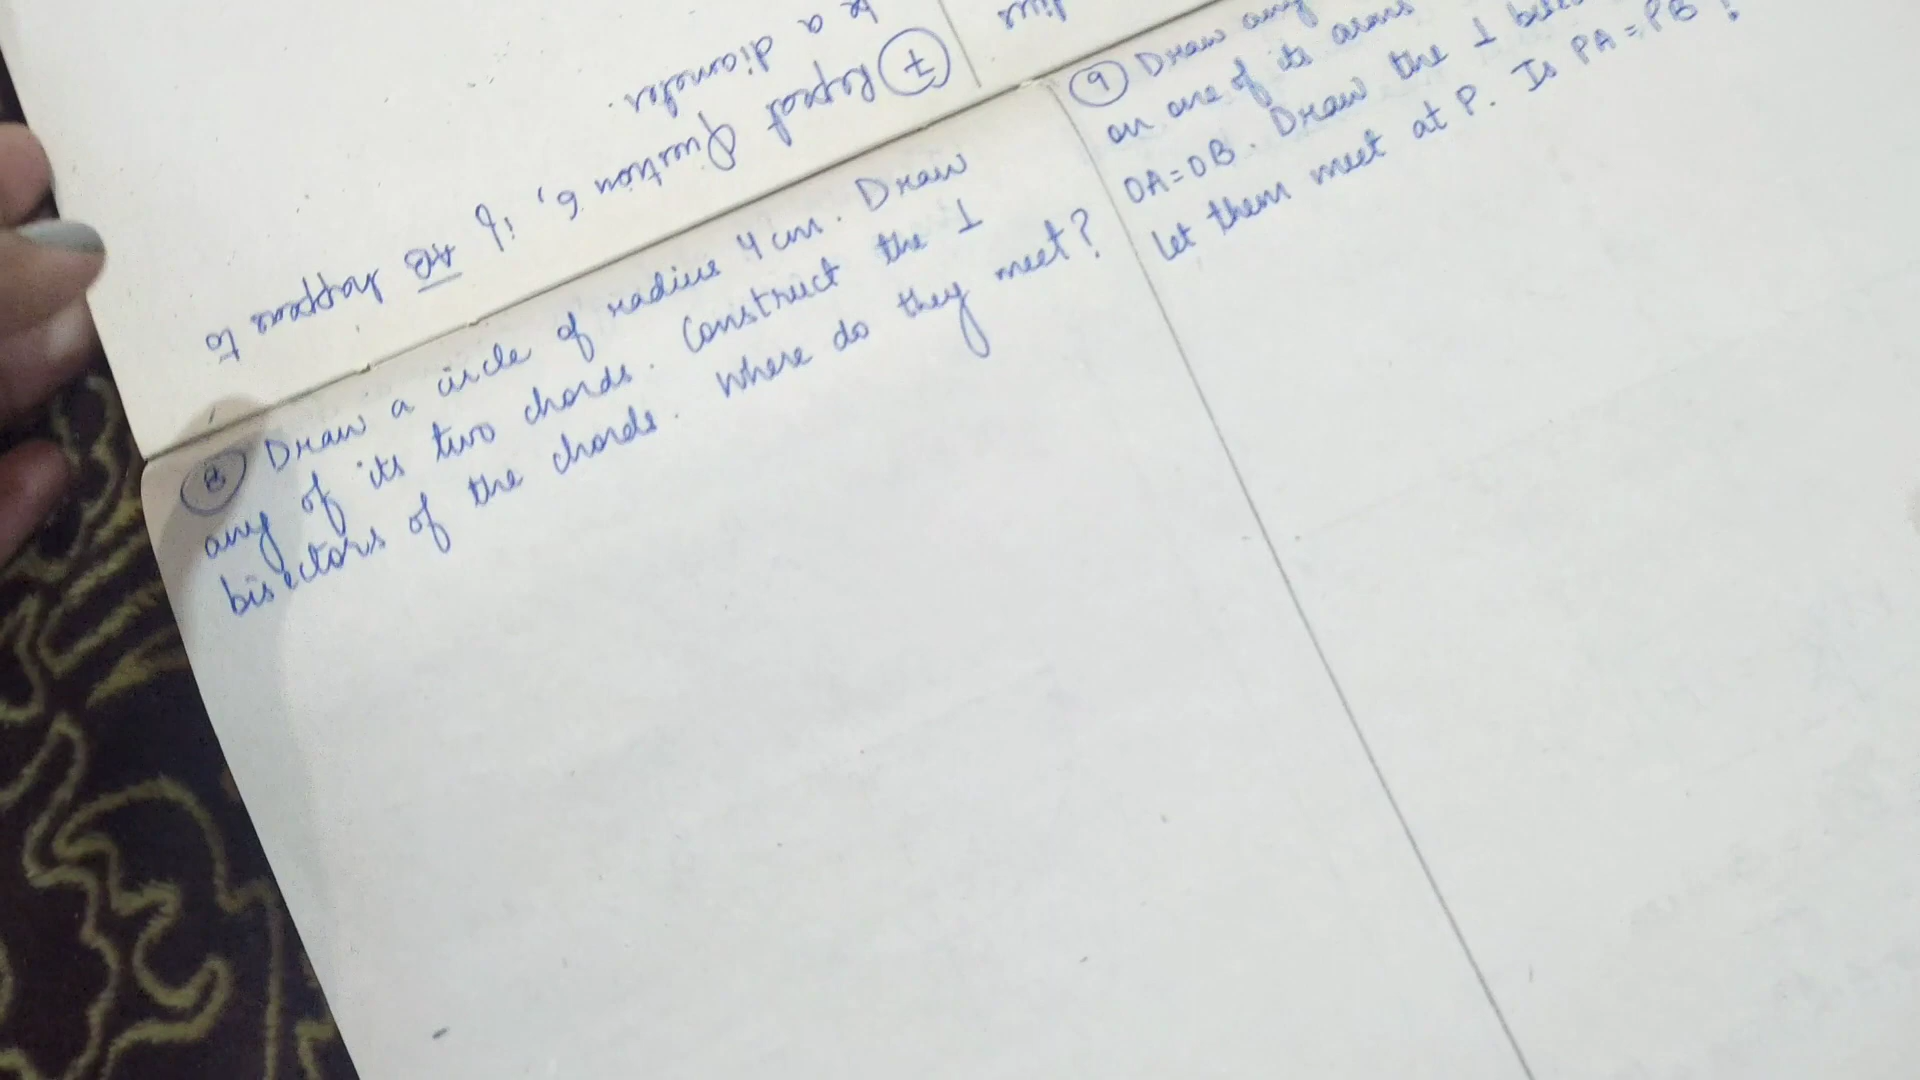 ⑦ Repeat Question 6, if AB happens to
be a diameter.
⑧ Draw a circle of radius 4 cm. Draw
any of its two chords. Construct the ⊥
bisectors of the chords. Where do they meet?
⑨ Draw any
on one of its arms
OA = OB. Draw the ⊥
let them meet at P. Is PA = PB?